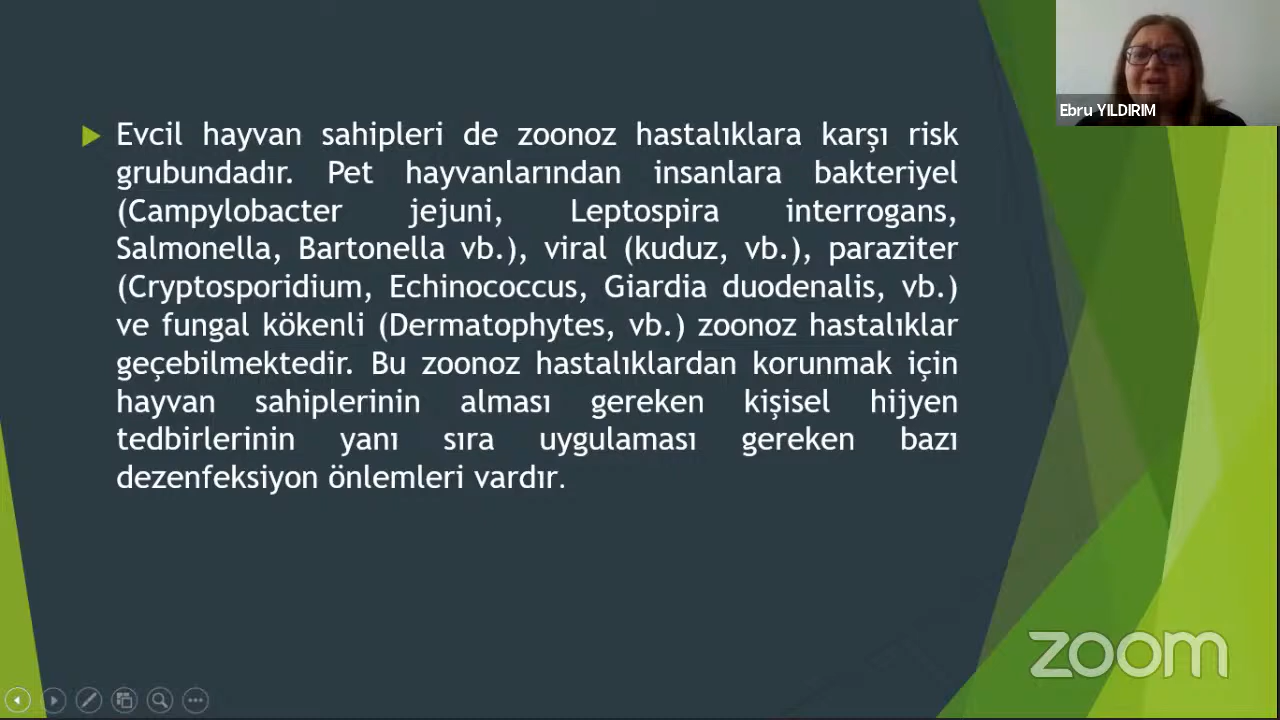 Evcil hayvan sahipleri de zoonoz hastalıklara karşı risk
grubundadır. Pet hayvanlarından insanlara bakteriyel
(Campylobacter jejuni, Leptospira interrogans,
Salmonella, Bartonella vb.), viral (kuduz, vb.), paraziter
(Cryptosporidium, Echinococcus, Giardia duodenalis, vb.)
ve fungal kökenli (Dermatophytes, vb.) zoonoz hastalıklar
geçebilmektedir. Bu zoonoz hastalıklardan korunmak için
hayvan sahiplerinin alması gereken kişisel hijyen
tedbirlerinin yanı sıra uygulaması gereken bazı
dezenfeksiyon önlemleri vardır.
Ebru YILDIRIM
zoom